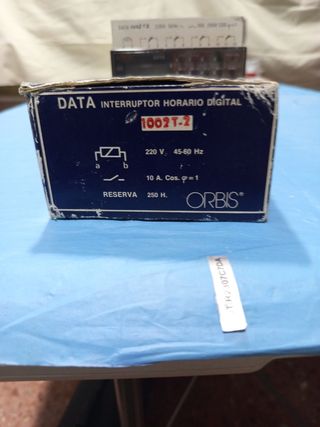 DATA INTERRUPTOR HORARIO DIGITAL
1002T-2
220 V. 45-60 Hz
a b
10 A. Cos. φ=1
RESERVA 250 H.
ORBIS®